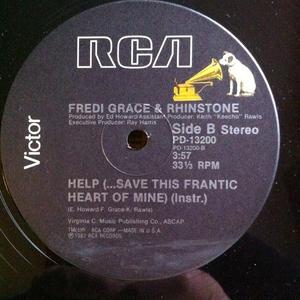 RCA
Victor
FREDI GRACE & RHINSTONE
Produced by Ed Howard/Assistant Producer: Keith "Keecho" Rawls
Executive Producer: Ray Harris
Side B Stereo
PD-13200
PD-13200-B
3:57
33⅓ RPM
HELP (...SAVE THIS FRANTIC
HEART OF MINE) (Instr.)
(E. Howard-F. Grace-K. Rawls)
Virginia C. Music Publishing Co., ASCAP.
TMK(S)® RCA CORP.—MADE IN U.S.A.
℗ 1982 RCA RECORDS